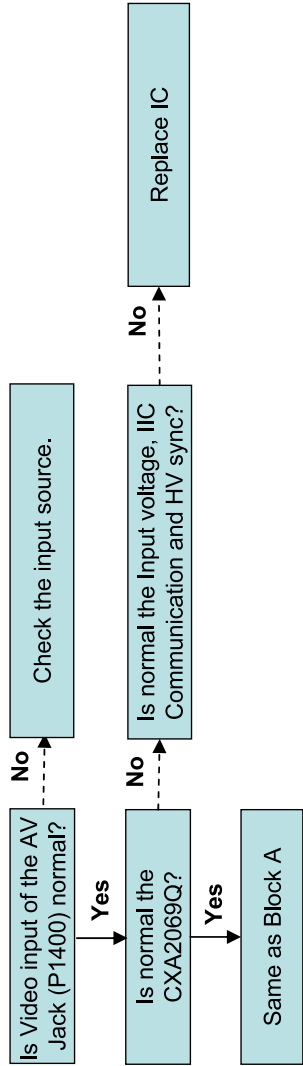 Is Video input of the AV
Jack (P1400) normal?
No
Check the input source.
Yes
Is normal the
CXA2069Q?
No
Is normal the Input voltage, IIC
Communication and HV sync?
No
Replace IC
Yes
Same as Block A